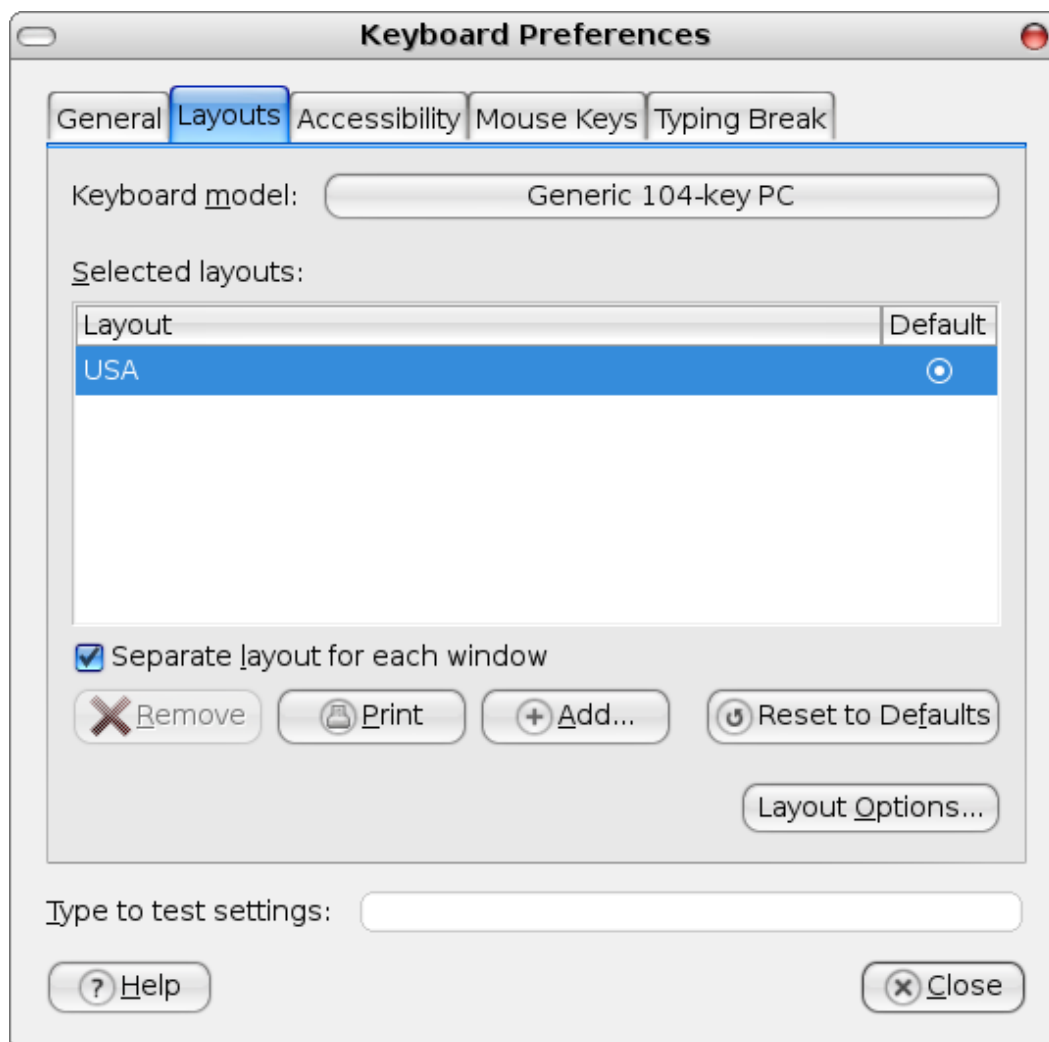 Keyboard Preferences
General Layouts Accessibility Mouse Keys Typing Break
Keyboard model: Generic 104-key PC
Selected layouts:
Layout Default
USA
Separate layout for each window
Remove Print Add... Reset to Defaults
Layout Options...
Type to test settings:
Help Close